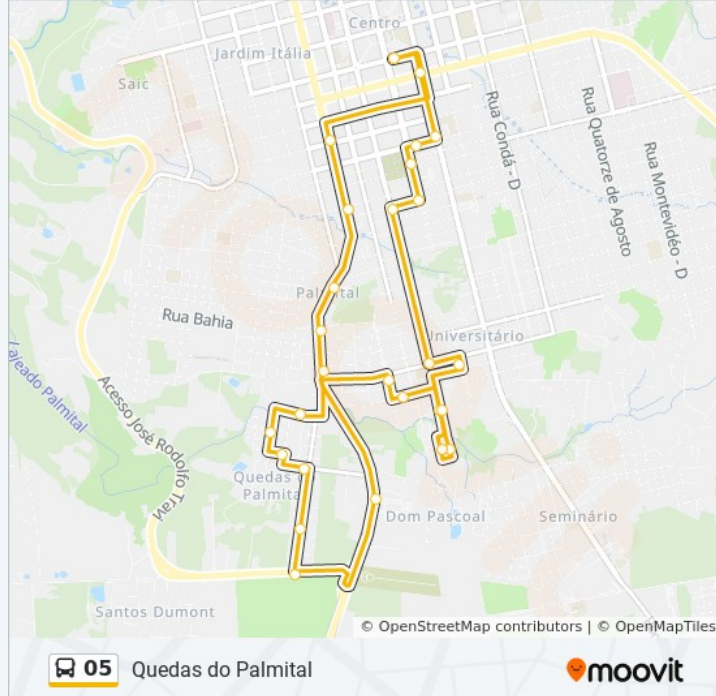 Centro
Jardim Itália
Saic
Rua Condá - D
Rua Quatorze de Agosto
Rua Montevidéo - D
Palmital
Rua Bahia
Universitário
Lajeado Palmital
Acesso José Rodolfo Travi
Quedas do
Palmital
Dom Pascoal
Seminário
Santos Dumont
© OpenStreetMap contributors | © OpenMapTiles
05 Quedas do Palmital
moovit